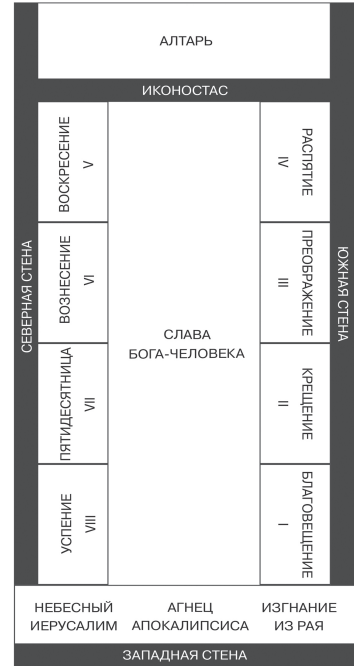 АЛТАРЬ
ИКОНОСТАС
СЕВЕРНАЯ СТЕНА
ВОСКРЕСЕНИЕ
V
ВОЗНЕСЕНИЕ
VI
ПЯТИДЕСЯТНИЦА
VII
УСПЕНИЕ
VIII
СЛАВА
БОГА-ЧЕЛОВЕКА
РАСПЯТИЕ
IV
ПРЕОБРАЖЕНИЕ
III
КРЕЩЕНИЕ
II
БЛАГОВЕЩЕНИЕ
I
ЮЖНАЯ СТЕНА
НЕБЕСНЫЙ
ИЕРУСАЛИМ
АГНЕЦ
АПОКАЛИПСИСА
ИЗГНАНИЕ
ИЗ РАЯ
ЗАПАДНАЯ СТЕНА